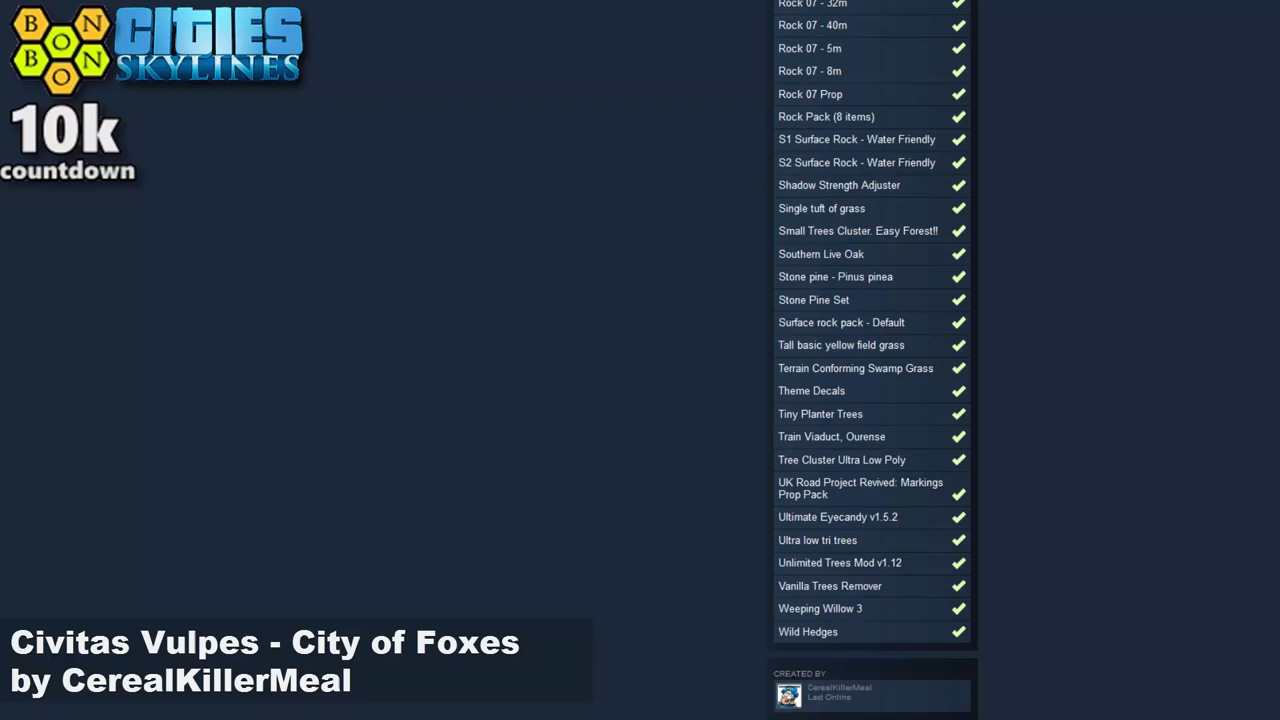 B N
O
B N
O
CITIES
SKYLINES
10k
countdown
Rock 07 - 32m
Rock 07 - 40m
Rock 07 - 5m
Rock 07 - 8m
Rock 07 Prop
Rock Pack (8 items)
S1 Surface Rock - Water Friendly
S2 Surface Rock - Water Friendly
Shadow Strength Adjuster
Single tuft of grass
Small Trees Cluster. Easy Forest!!
Southern Live Oak
Stone pine - Pinus pinea
Stone Pine Set
Surface rock pack - Default
Tall basic yellow field grass
Terrain Conforming Swamp Grass
Theme Decals
Tiny Planter Trees
Train Viaduct, Ourense
Tree Cluster Ultra Low Poly
UK Road Project Revived: Markings
Prop Pack
Ultimate Eyecandy v1.5.2
Ultra low tri trees
Unlimited Trees Mod v1.12
Vanilla Trees Remover
Weeping Willow 3
Wild Hedges
CREATED BY
CerealKillerMeal
Last Online
Civitas Vulpes - City of Foxes
by CerealKillerMeal